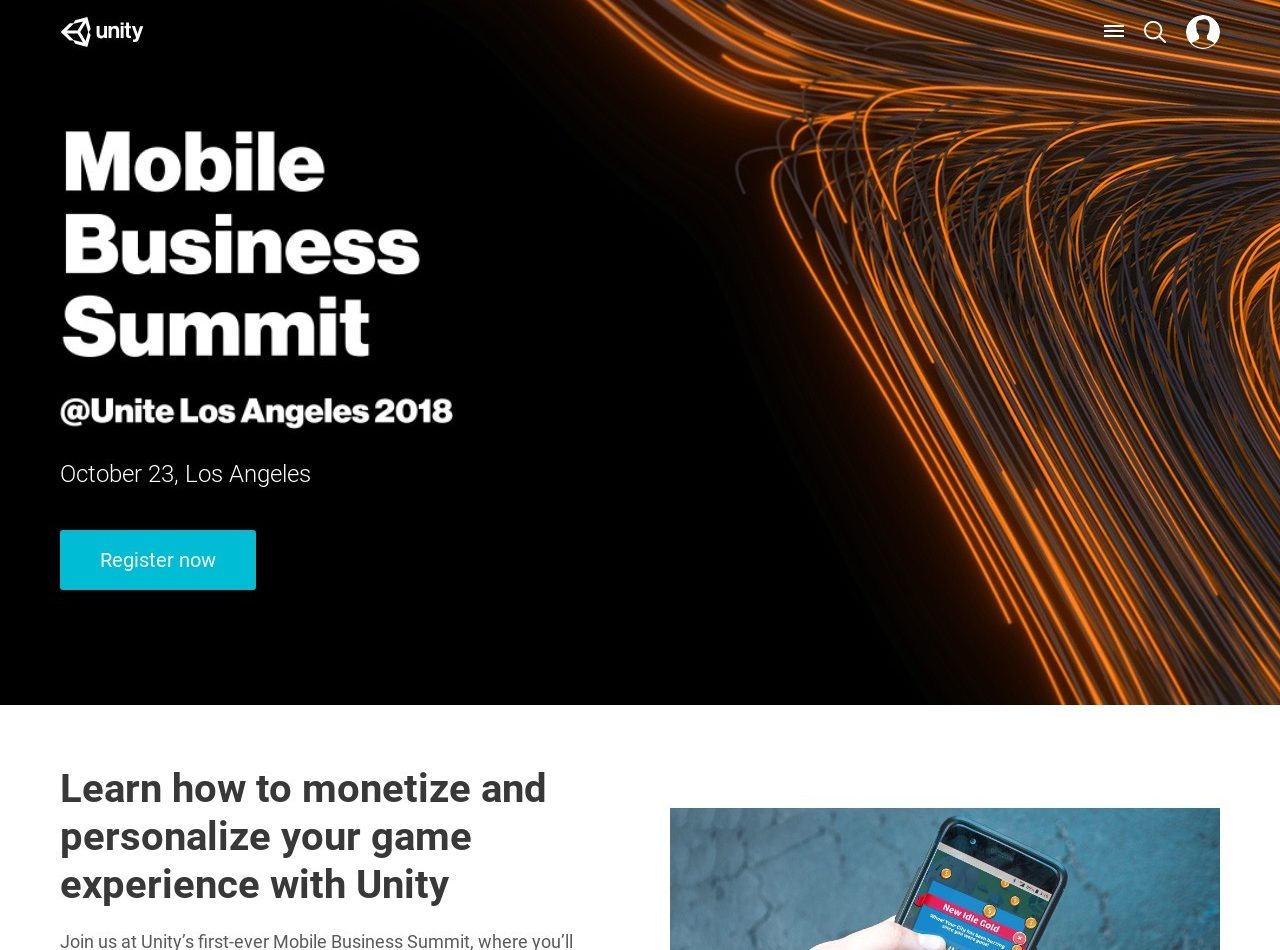 unity
Mobile
Business
Summit
@Unite Los Angeles 2018
October 23, Los Angeles
Register now
Learn how to monetize and
personalize your game
experience with Unity
Join us at Unity’s first-ever Mobile Business Summit, where you’ll
New Idle Gold